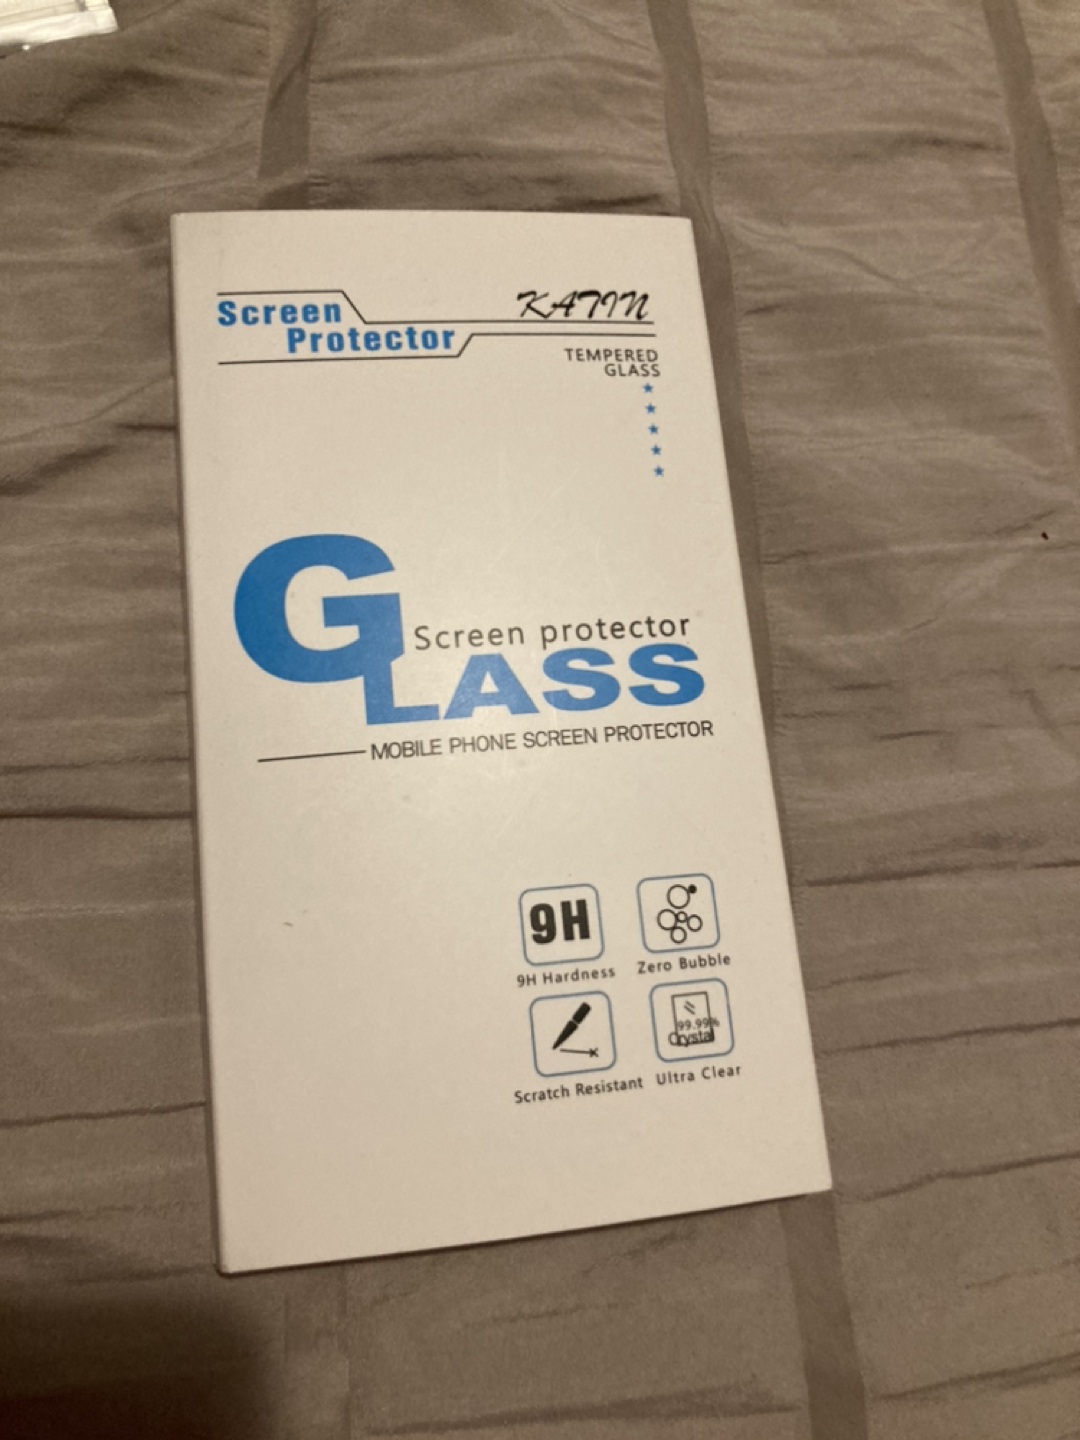 Screen
Protector
KATIN
TEMPERED
GLASS
GLASS
Screen protector
MOBILE PHONE SCREEN PROTECTOR
9H
9H Hardness
Zero Bubble
99.99%
Crystal
Scratch Resistant
Ultra Clear